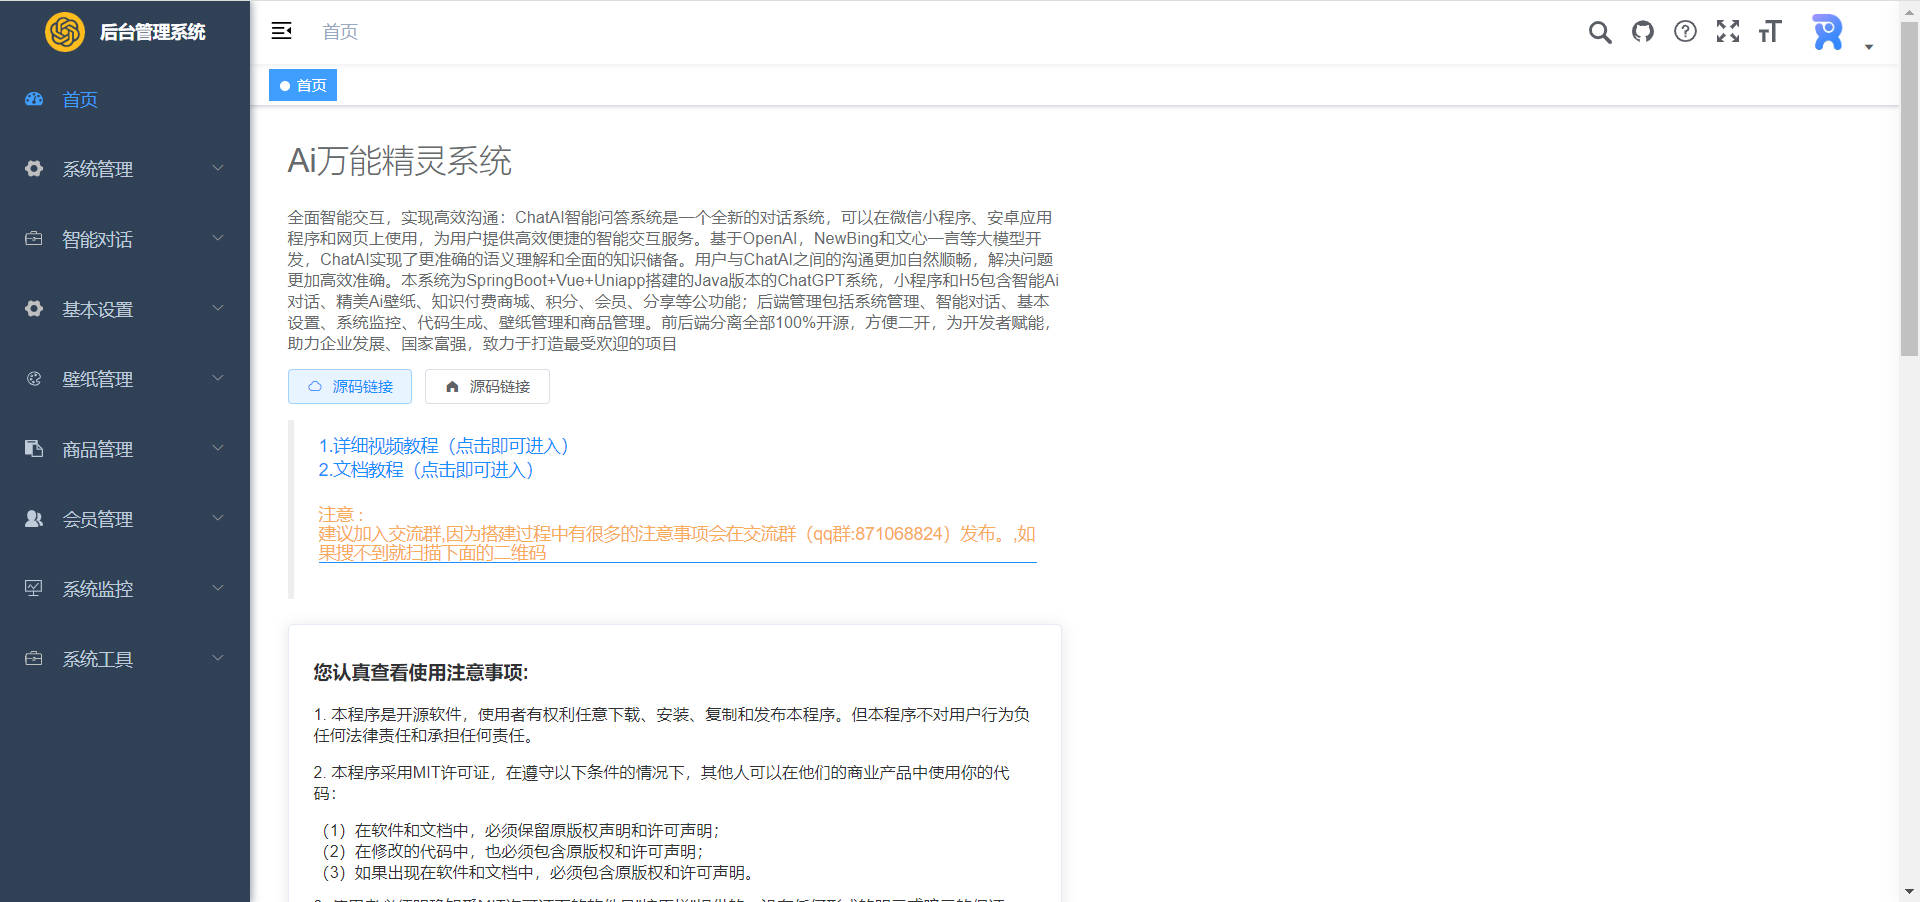 后台管理系统
首页
首页
首页
系统管理
智能对话
基本设置
壁纸管理
商品管理
会员管理
系统监控
系统工具
Ai万能精灵系统
全面智能交互，实现高效沟通：ChatAI智能问答系统是一个全新的对话系统，可以在微信小程序、安卓应用
程序和网页上使用，为用户提供高效便捷的智能交互服务。基于OpenAI，NewBing和文心一言等大模型开
发，ChatAI实现了更准确的语义理解和全面的知识储备。用户与ChatAI之间的沟通更加自然顺畅，解决问题
更加高效准确。本系统为SpringBoot+Vue+Uniapp搭建的Java版本的ChatGPT系统，小程序和H5包含智能Ai
对话、精美Ai壁纸、知识付费商城、积分、会员、分享等公功能；后端管理包括系统管理、智能对话、基本
设置、系统监控、代码生成、壁纸管理和商品管理。前后端分离全部100%开源，方便二开，为开发者赋能，
助力企业发展、国家富强，致力于打造最受欢迎的项目
源码链接
源码链接
1.详细视频教程（点击即可进入）
2.文档教程（点击即可进入）
注意：
建议加入交流群,因为搭建过程中有很多的注意事项会在交流群（qq群:871068824）发布。,如
果搜不到就扫描下面的二维码
您认真查看使用注意事项:
1. 本程序是开源软件，使用者有权利任意下载、安装、复制和发布本程序。但本程序不对用户行为负
任何法律责任和承担任何责任。
2. 本程序采用MIT许可证，在遵守以下条件的情况下，其他人可以在他们的商业产品中使用你的代
码：
（1）在软件和文档中，必须保留原版权声明和许可声明；
（2）在修改的代码中，也必须包含原版权和许可声明；
（3）如果出现在软件和文档中，必须包含原版权和许可声明。